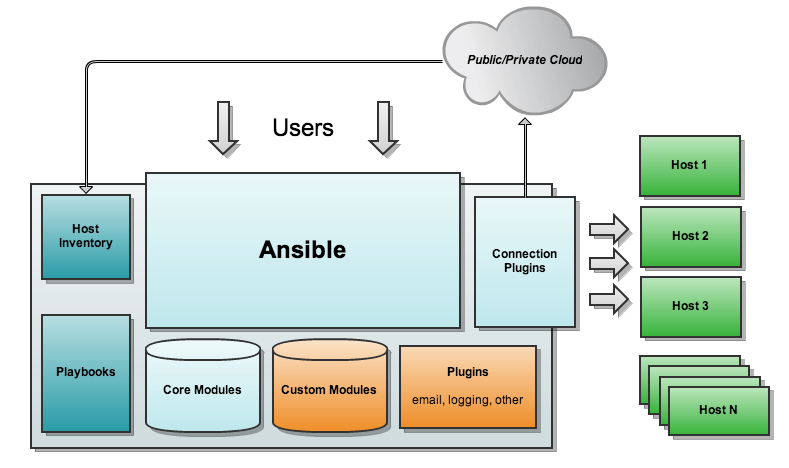 Public/Private Cloud
Users
Host 1
Host
Inventory
Ansible
Connection
Plugins
Host 2
Host 3
Playbooks
Core Modules
Custom Modules
Plugins
email, logging, other
Host N